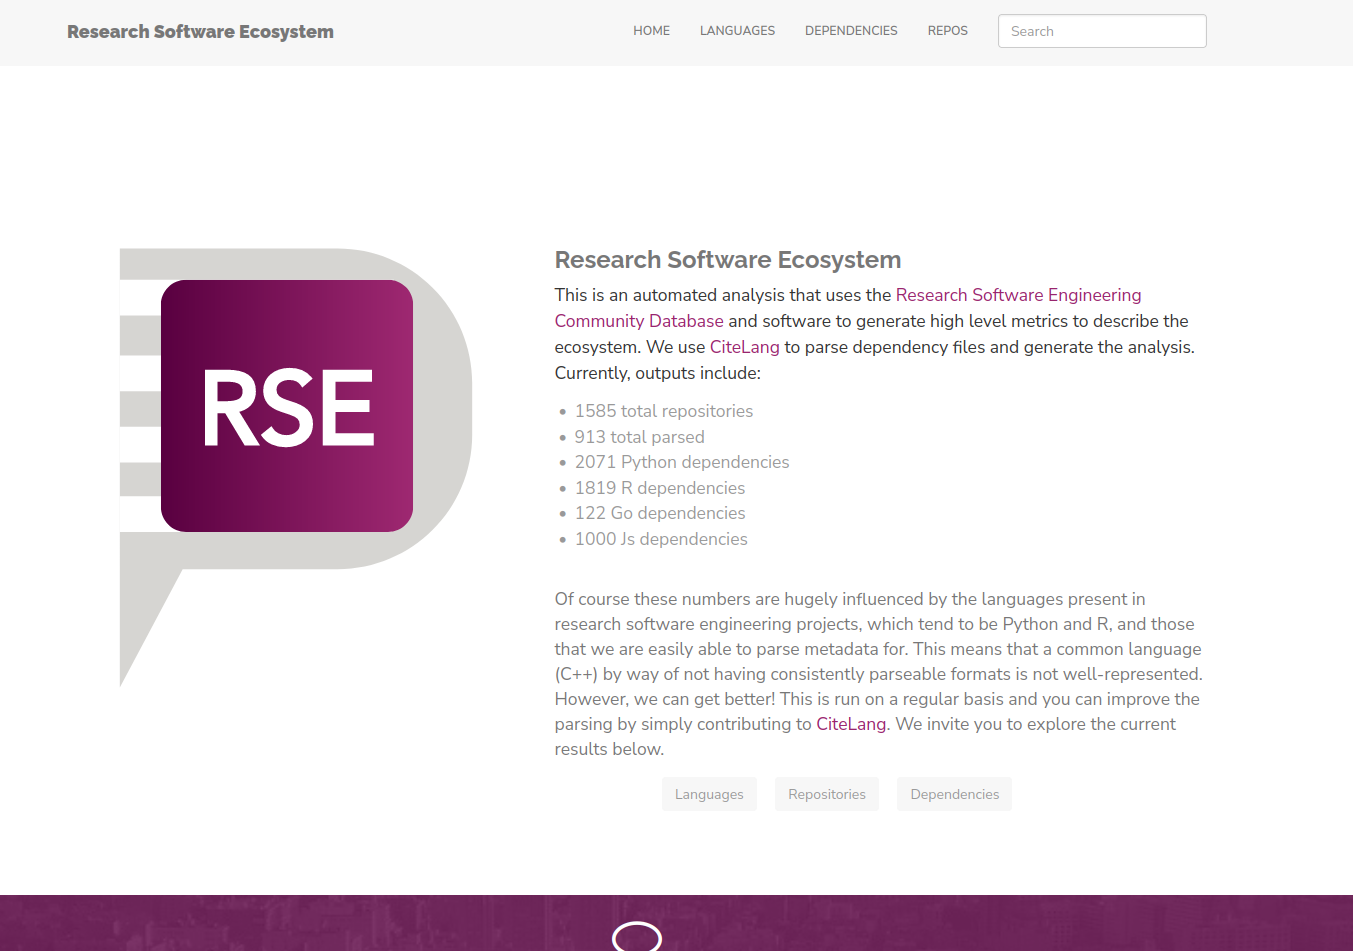 Research Software Ecosystem
HOME LANGUAGES DEPENDENCIES REPOS Search
RSE
Research Software Ecosystem
This is an automated analysis that uses the Research Software Engineering
Community Database and software to generate high level metrics to describe the
ecosystem. We use CiteLang to parse dependency files and generate the analysis.
Currently, outputs include:
• 1585 total repositories
• 913 total parsed
• 2071 Python dependencies
• 1819 R dependencies
• 122 Go dependencies
• 1000 Js dependencies
Of course these numbers are hugely influenced by the languages present in
research software engineering projects, which tend to be Python and R, and those
that we are easily able to parse metadata for. This means that a common language
(C++) by way of not having consistently parseable formats is not well-represented.
However, we can get better! This is run on a regular basis and you can improve the
parsing by simply contributing to CiteLang. We invite you to explore the current
results below.
Languages Repositories Dependencies